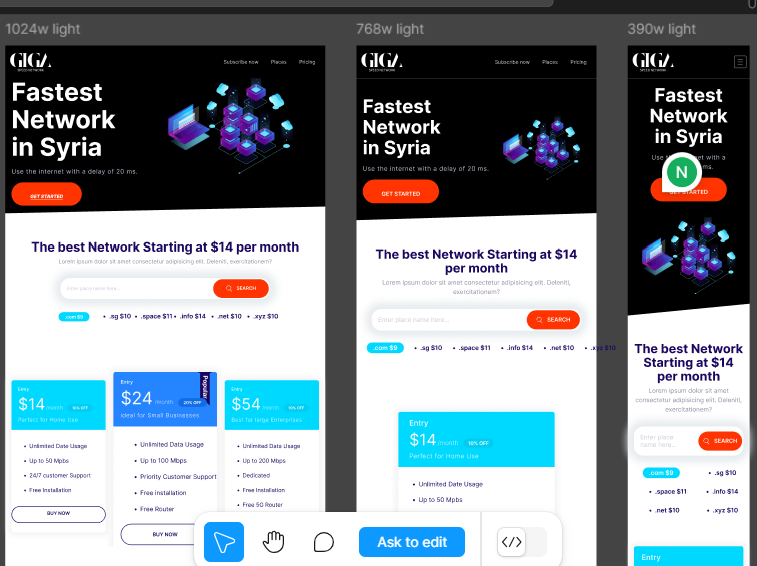 1024w light
GIGA
SPEED NETWORK
Subscribe now Places Pricing
Fastest
Network
in Syria
Use the internet with a delay of 20 ms.
GET STARTED
The best Network Starting at $14 per month
Lorem ipsum dolor sit amet consectetur adipisicing elit. Deleniti, exercitationem?
Enter place name here...
SEARCH
.com $9 • .sg $10 • .space $11 • .info $14 • .net $10 • .xyz $10
Entry
$14/month 10% OFF
Perfect for Home Use
• Unlimited Date Usage
• Up to 50 Mbps
• 24/7 customer Support
• Free Installation
BUY NOW
Popular
Entry
$24/month 20% OFF
Ideal for Small Businesses
• Unlimited Data Usage
• Up to 100 Mbps
• Priority Customer Support
• Free installation
• Free Router
BUY NOW
Entry
$54/month 10% OFF
Best for large Enterprises
• Unlimited Data Usage
• Up to 200 Mbps
• Dedicated
• Free Installation
• Free 5G Router
768w light
GIGA
SPEED NETWORK
Subscribe now Places Pricing
Fastest
Network
in Syria
Use the internet with a delay of 20 ms.
GET STARTED
The best Network Starting at $14
per month
Lorem ipsum dolor sit amet consectetur adipisicing elit. Deleniti,
exercitationem?
Enter place name here...
SEARCH
.com $9 • .sg $10 • .space $11 • .info $14 • .net $10 • .xyz $10
Entry
$14/month 10% OFF
Perfect for Home Use
• Unlimited Date Usage
• Up to 50 Mbps
390w light
GIGA
SPEED NETWORK
Fastest
Network
in Syria
with a
ms.
N
STARTED
The best Network
Starting at $14 per
month
Lorem ipsum dolor sit amet
consectetur adipisicing elit. Deleniti,
exercitationem?
Enter place
name here...
SEARCH
.com $9 • .sg $10
• .space $11 • .info $14
• .net $10 • .xyz $10
Entry
Ask to edit